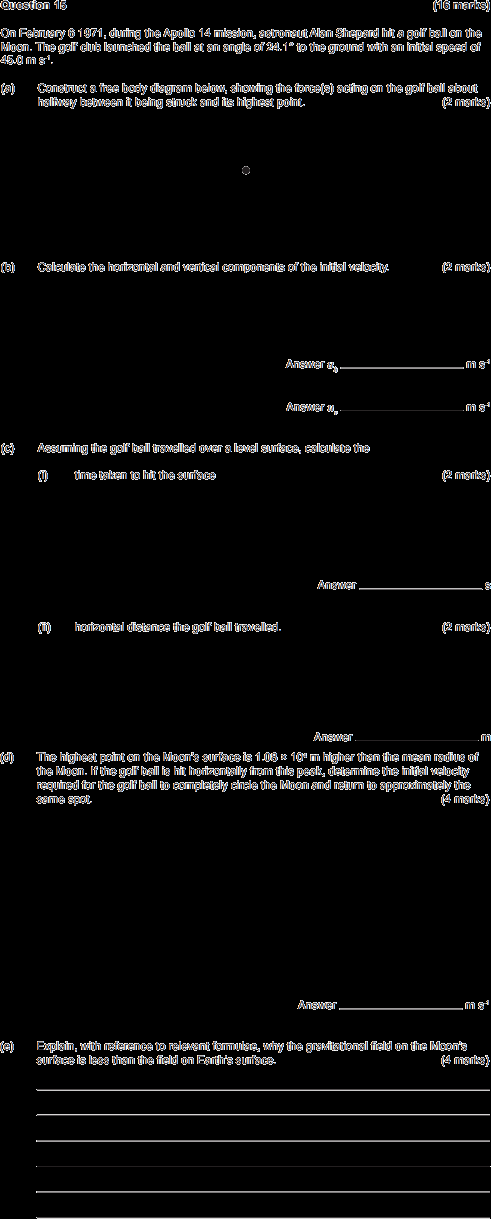 Question 15 (16 marks)
On February 6 1971, during the Apollo 14 mission, astronaut Alan Shepard hit a golf ball on the
Moon. The golf club launched the ball at an angle of 24.1° to the ground with an initial speed of
45.0 m s⁻¹.
(a) Construct a free body diagram below, showing the force(s) acting on the golf ball about
halfway between it being struck and its highest point. (2 marks)
(b) Calculate the horizontal and vertical components of the initial velocity. (2 marks)
Answer uₕ m s⁻¹
Answer uᵥ m s⁻¹
(c) Assuming the golf ball travelled over a level surface, calculate the
(i) time taken to hit the surface (2 marks)
Answer s
(ii) horizontal distance the golf ball travelled. (2 marks)
Answer m
(d) The highest point on the Moon's surface is 1.08 × 10⁴ m higher than the mean radius of
the Moon. If the golf ball is hit horizontally from this peak, determine the initial velocity
required for the golf ball to completely circle the Moon and return to approximately the
same spot. (4 marks)
Answer m s⁻¹
(e) Explain, with reference to relevant formulae, why the gravitational field on the Moon's
surface is less than the field on Earth's surface. (4 marks)